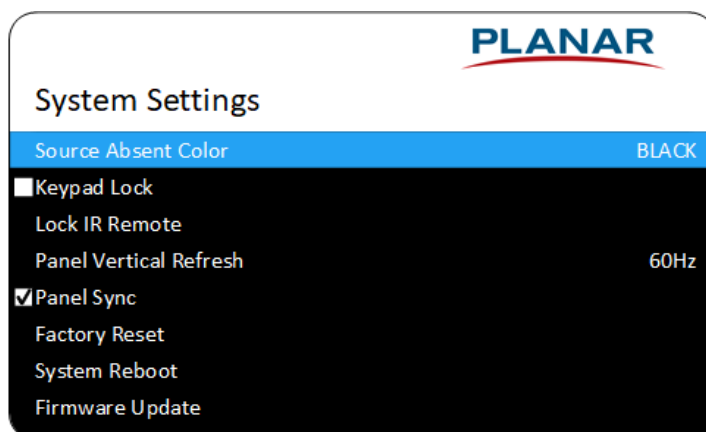 PLANAR
System Settings
Source Absent Color BLACK
Keypad Lock
Lock IR Remote
Panel Vertical Refresh 60Hz
Panel Sync
Factory Reset
System Reboot
Firmware Update